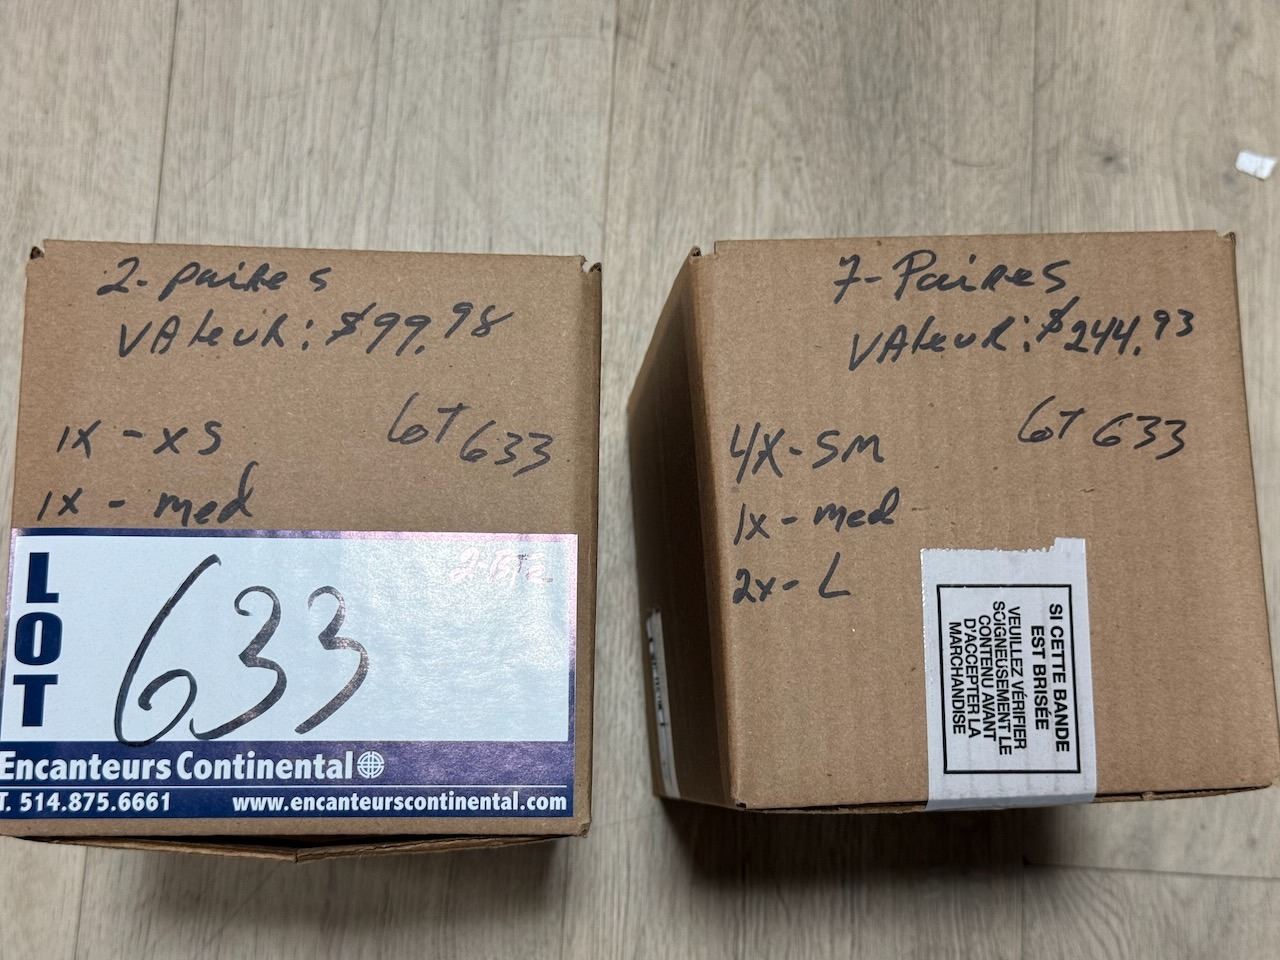 2-paires
VAleuR: $99.98
1x - xS
LOT 633
1x - med
LOT
2-BTE
633
Encanteurs Continental
T. 514.875.6661
www.encanteurscontinental.com
7-PaiReS
VAleuR: $244.93
4X-SM
LOT 633
1x-med
2x-L
SI CETTE BANDE
EST BRISÉE
VEUILLEZ VÉRIFIER
SOIGNEUSEMENT LE
CONTENU AVANT
D'ACCEPTER LA
MARCHANDISE